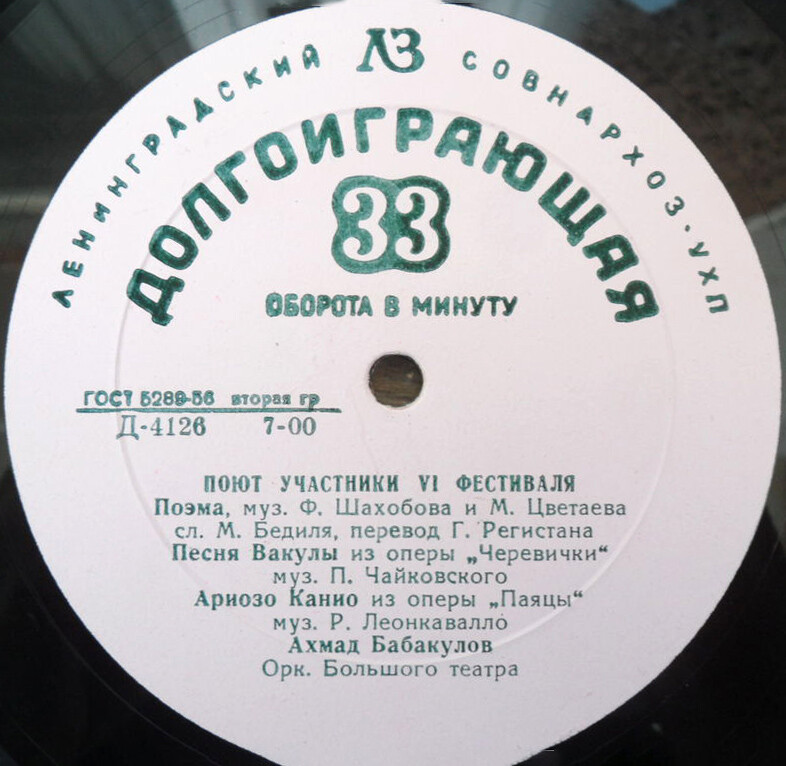 ЛЕНИНГРАДСКИЙ ЛЗ СОВНАРХОЗ·УХП
ДОЛГОИГРАЮЩАЯ
33
ОБОРОТА В МИНУТУ
ГОСТ 5289-56 вторая гр
Д-4126 7-00
ПОЮТ УЧАСТНИКИ VI ФЕСТИВАЛЯ
Поэма, муз. Ф. Шахобова и М. Цветаева
сл. М. Бедиля, перевод Г. Регистана
Песня Вакулы из оперы „Черевички“
муз. П. Чайковского
Ариозо Канио из оперы „Паяцы“
муз. Р. Леонкавалло
Ахмад Бабакулов
Орк. Большого театра